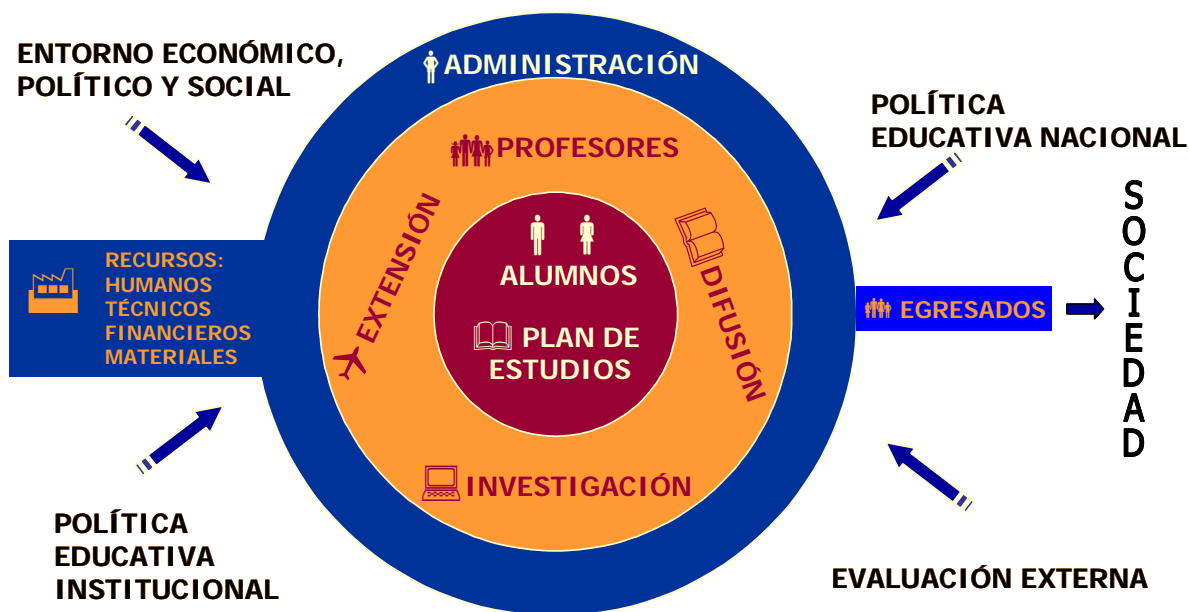 ENTORNO ECONÓMICO,
POLÍTICO Y SOCIAL
ADMINISTRACIÓN
POLÍTICA
EDUCATIVA NACIONAL
PROFESORES
EXTENSIÓN
DIFUSIÓN
ALUMNOS
PLAN DE
ESTUDIOS
INVESTIGACIÓN
RECURSOS:
HUMANOS
TÉCNICOS
FINANCIEROS
MATERIALES
EGRESADOS
SOCIEDAD
POLÍTICA
EDUCATIVA
INSTITUCIONAL
EVALUACIÓN EXTERNA